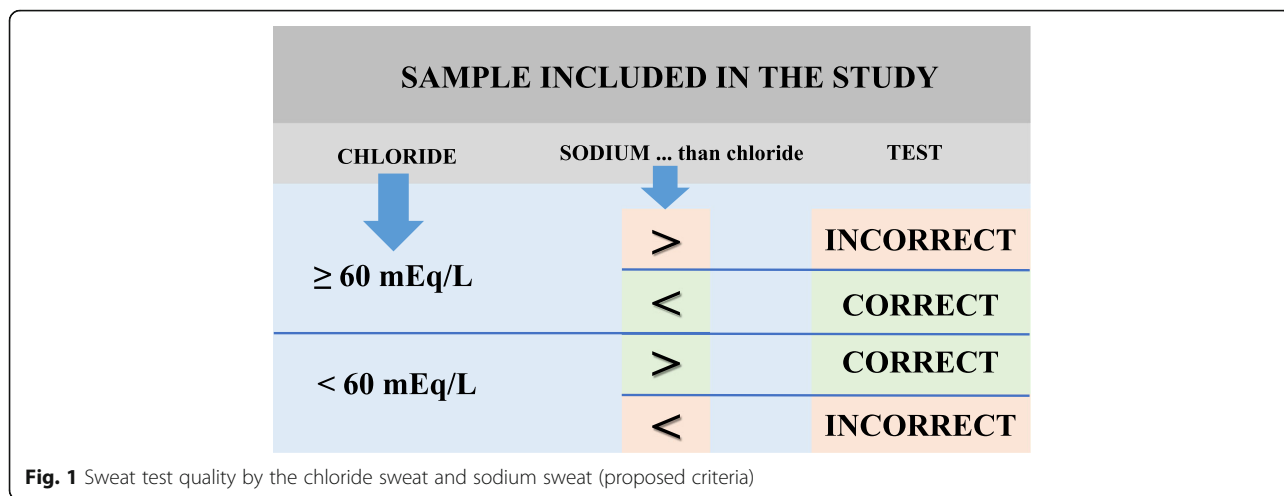 SAMPLE INCLUDED IN THE STUDY
CHLORIDE SODIUM ... than chloride TEST
≥ 60 mEq/L
> INCORRECT
< CORRECT
< 60 mEq/L
> CORRECT
< INCORRECT
Fig. 1 Sweat test quality by the chloride sweat and sodium sweat (proposed criteria)